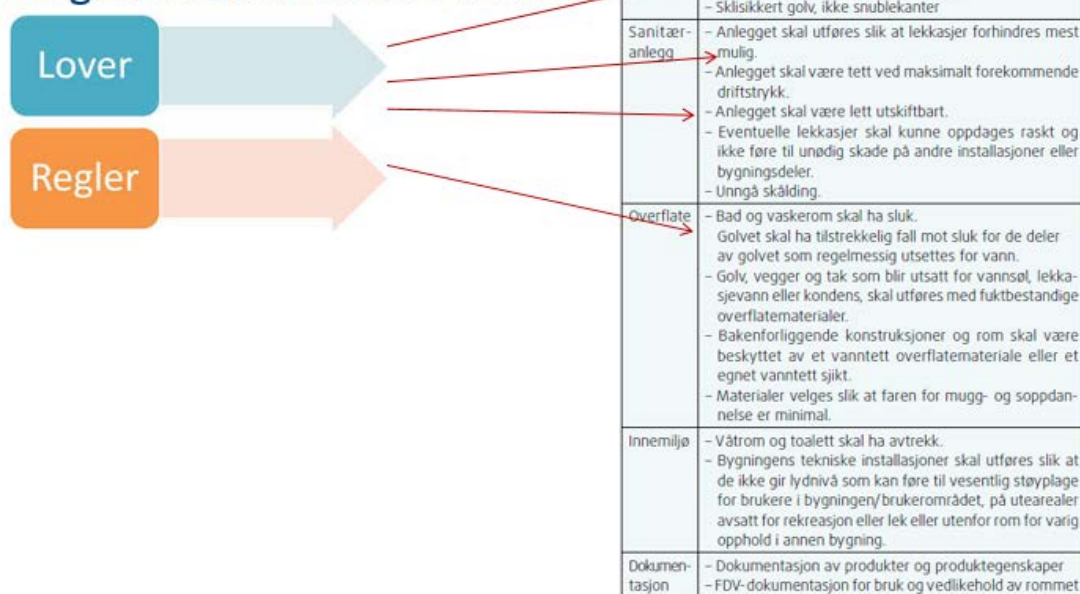 Lover
Regler
– Sklisikkert golv, ikke snublekanter
Sanitær-
anlegg
– Anlegget skal utføres slik at lekkasjer forhindres mest
mulig.
– Anlegget skal være tett ved maksimalt forekommende
driftstrykk.
– Anlegget skal være lett utskiftbart.
– Eventuelle lekkasjer skal kunne oppdages raskt og
ikke føre til unødig skade på andre installasjoner eller
bygningsdeler.
– Unngå skålding.
Overflate
– Bad og vaskerom skal ha sluk.
Golvet skal ha tilstrekkelig fall mot sluk for de deler
av golvet som regelmessig utsettes for vann.
– Golv, vegger og tak som blir utsatt for vannsøl, lekka-
sjevann eller kondens, skal utføres med fuktbestandige
overflatematerialer.
– Bakenforliggende konstruksjoner og rom skal være
beskyttet av et vanntett overflatemateriale eller et
egnet vanntett sjikt.
– Materialer velges slik at faren for mugg- og soppdan-
nelse er minimal.
Innemiljø
– Våtrom og toalett skal ha avtrekk.
– Bygningens tekniske installasjoner skal utføres slik at
de ikke gir lydnivå som kan føre til vesentlig støyplage
for brukere i bygningen/brukerområdet, på utearealer
avsatt for rekreasjon eller lek eller utenfor rom for varig
opphold i annen bygning.
Dokumen-
tasjon
– Dokumentasjon av produkter og produktegenskaper
– FDV-dokumentasjon for bruk og vedlikehold av rommet